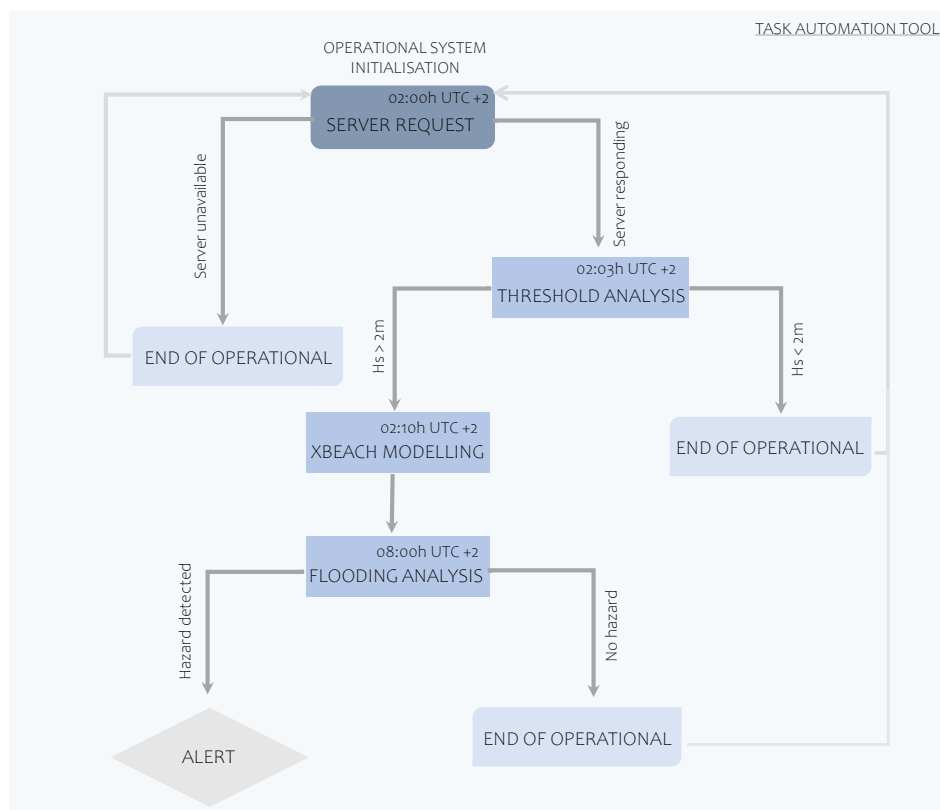 TASK AUTOMATION TOOL
OPERATIONAL SYSTEM
INITIALISATION
02:00h UTC +2
SERVER REQUEST
Server unavailable
Server responding
02:03h UTC +2
THRESHOLD ANALYSIS
END OF OPERATIONAL
Hs > 2m
Hs < 2m
02:10h UTC +2
XBEACH MODELLING
END OF OPERATIONAL
08:00h UTC +2
FLOODING ANALYSIS
Hazard detected
No hazard
ALERT
END OF OPERATIONAL